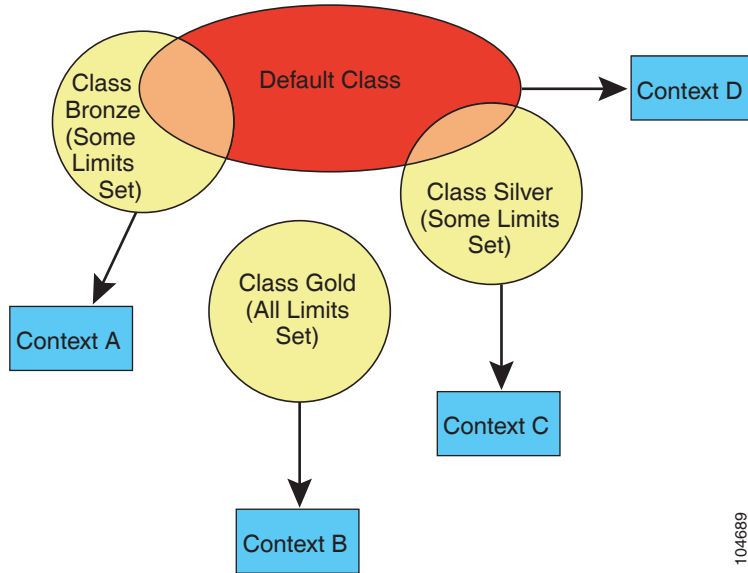 Class
Bronze
(Some
Limits
Set)
Default Class
Context D
Class Silver
(Some Limits
Set)
Class Gold
(All Limits
Set)
Context A
Context C
Context B
104689